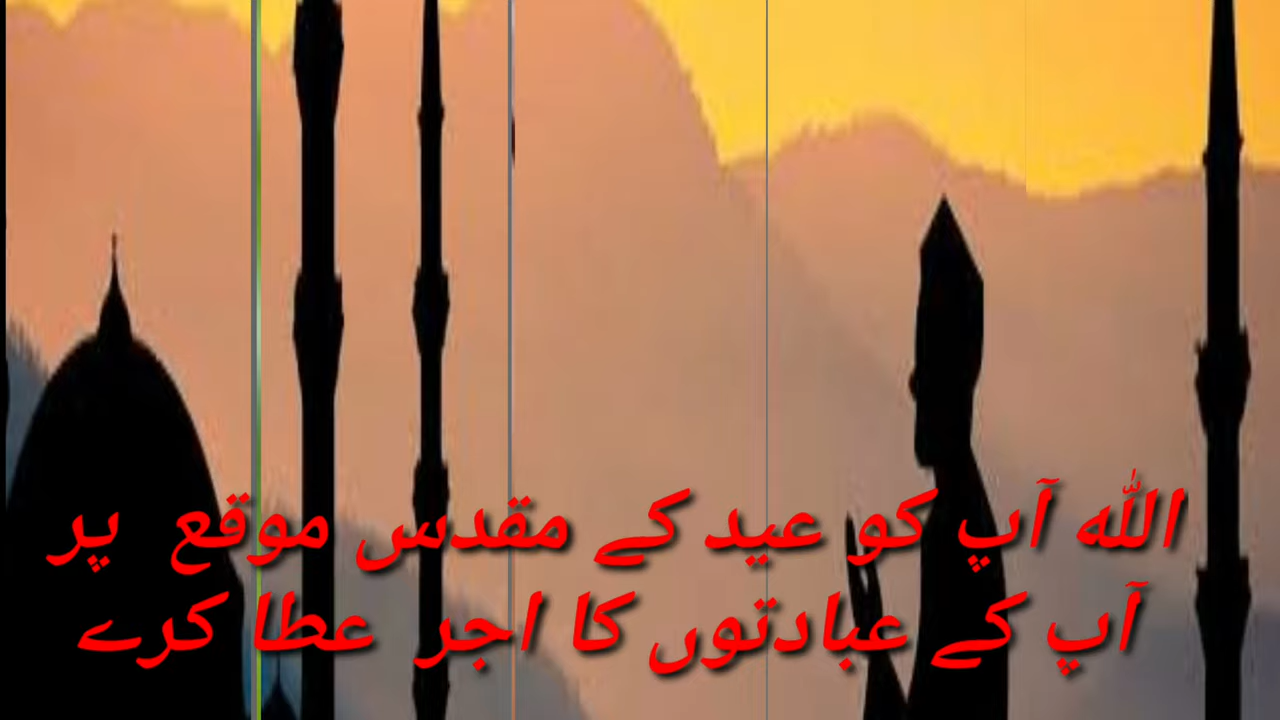 اللہ آپ کو عید کے مقدس موقع پر
آپ کے عبادتوں کا اجر عطا کرے